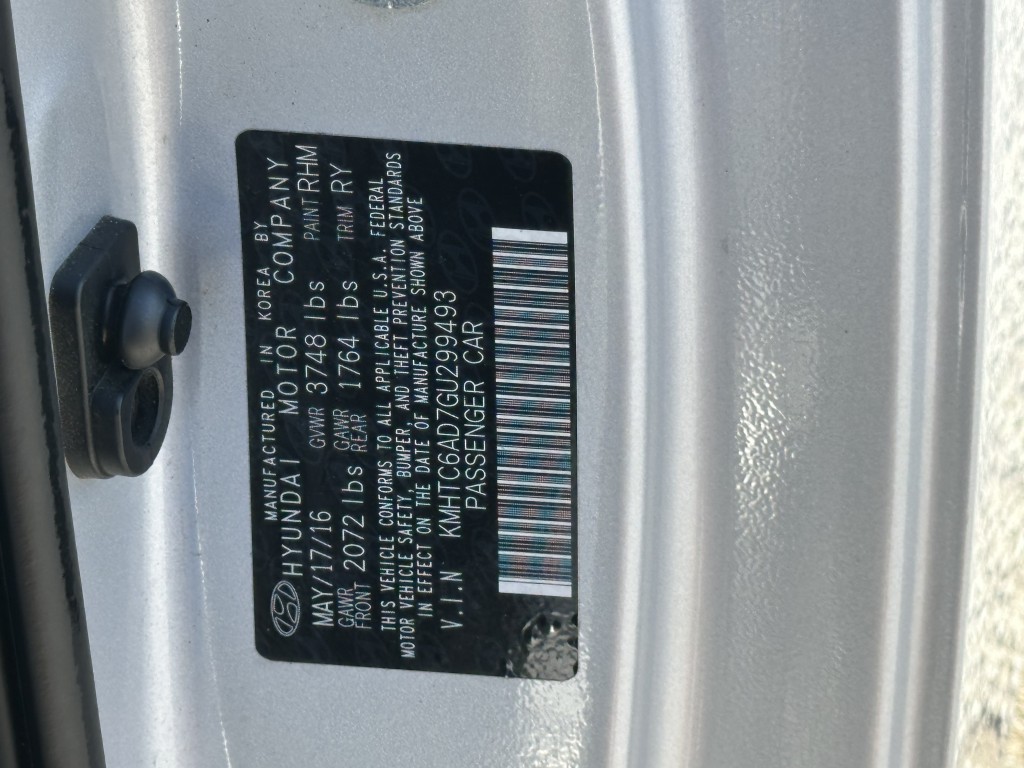 MANUFACTURED IN KOREA BY
HYUNDAI MOTOR COMPANY
MAY/17/16 GVWR 3748 lbs PAINT RHM
GAWR FRONT 2072 lbs GAWR REAR 1764 lbs TRIM RY
THIS VEHICLE CONFORMS TO ALL APPLICABLE U.S.A. FEDERAL
MOTOR VEHICLE SAFETY, BUMPER, AND THEFT PREVENTION STANDARDS
IN EFFECT ON THE DATE OF MANUFACTURE SHOWN ABOVE
V.I.N KMHTC6AD7GU299493
PASSENGER CAR